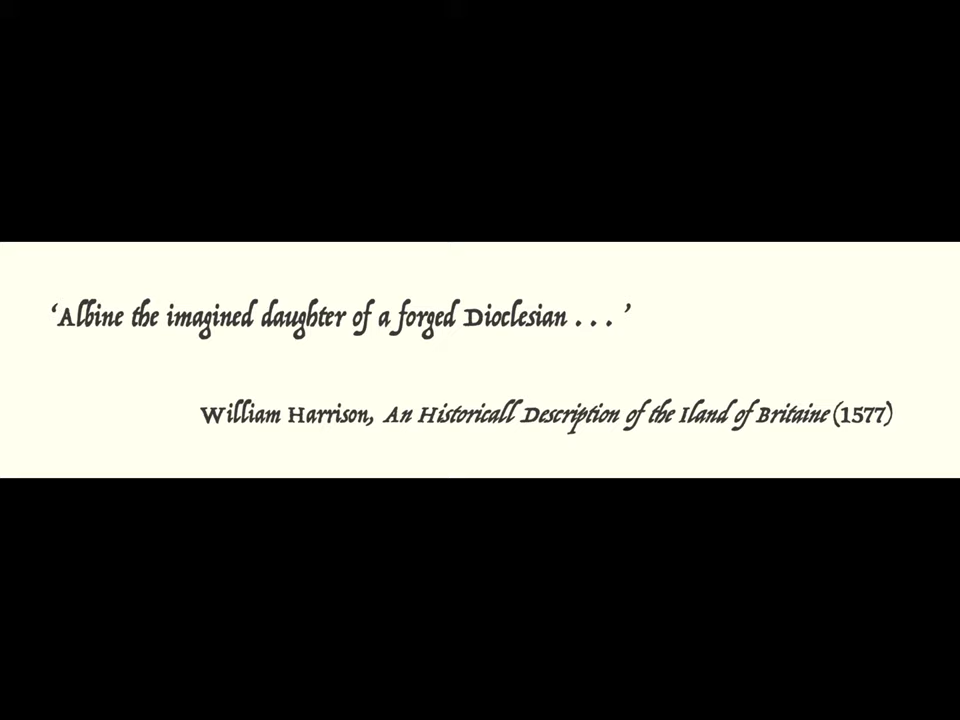 ‘Albine the imagined daughter of a forged Dioclesian . . . ’
William Harrison, An Historicall Description of the Iland of Britaine (1577)